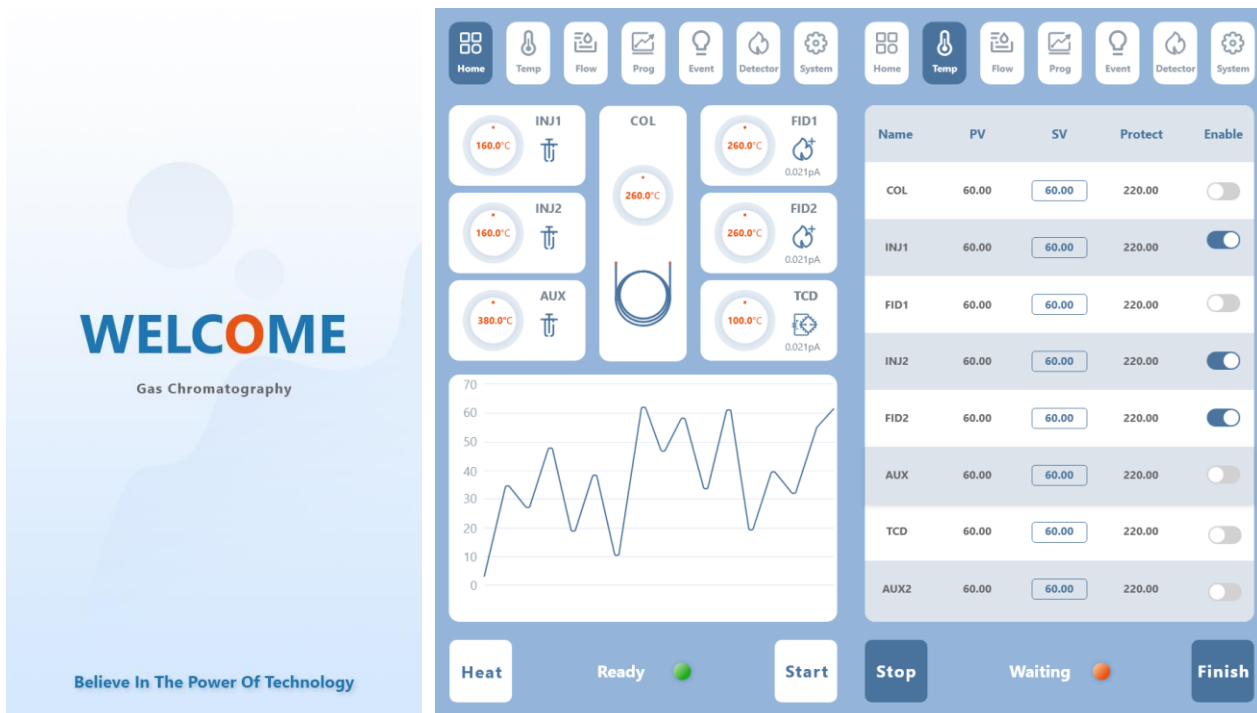 WELCOME
Gas Chromatography
Believe In The Power Of Technology
Home Temp Flow Prog Event Detector System
INJ1
160.0°C
COL
260.0°C
FID1
260.0°C
0.021pA
INJ2
160.0°C
FID2
260.0°C
0.021pA
AUX
380.0°C
TCD
100.0°C
0.021pA
70
60
50
40
30
20
10
0
Heat Ready Start
Home Temp Flow Prog Event Detector System
Name PV SV Protect Enable
COL 60.00 60.00 220.00
INJ1 60.00 60.00 220.00
FID1 60.00 60.00 220.00
INJ2 60.00 60.00 220.00
FID2 60.00 60.00 220.00
AUX 60.00 60.00 220.00
TCD 60.00 60.00 220.00
AUX2 60.00 60.00 220.00
Stop Waiting Finish